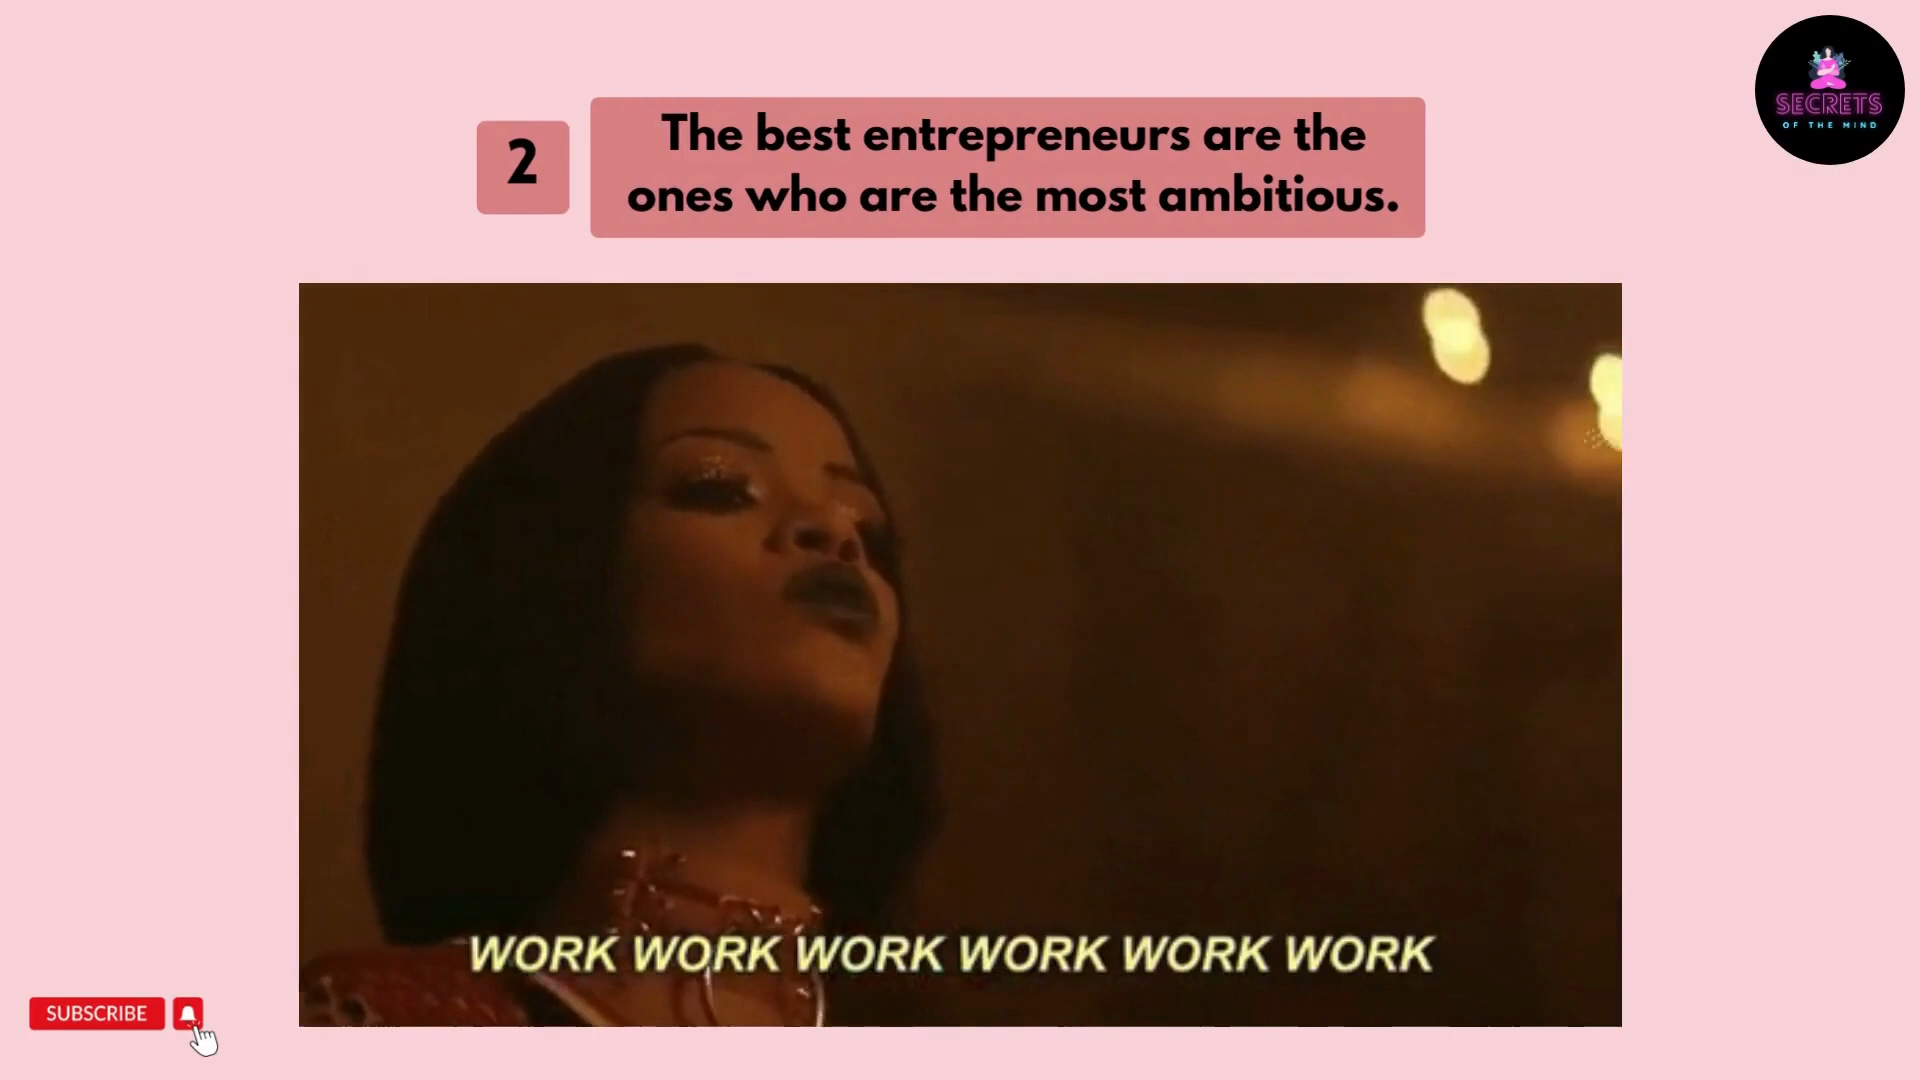 SECRETS
OF THE MIND
2
The best entrepreneurs are the
ones who are the most ambitious.
WORK WORK WORK WORK WORK WORK
SUBSCRIBE